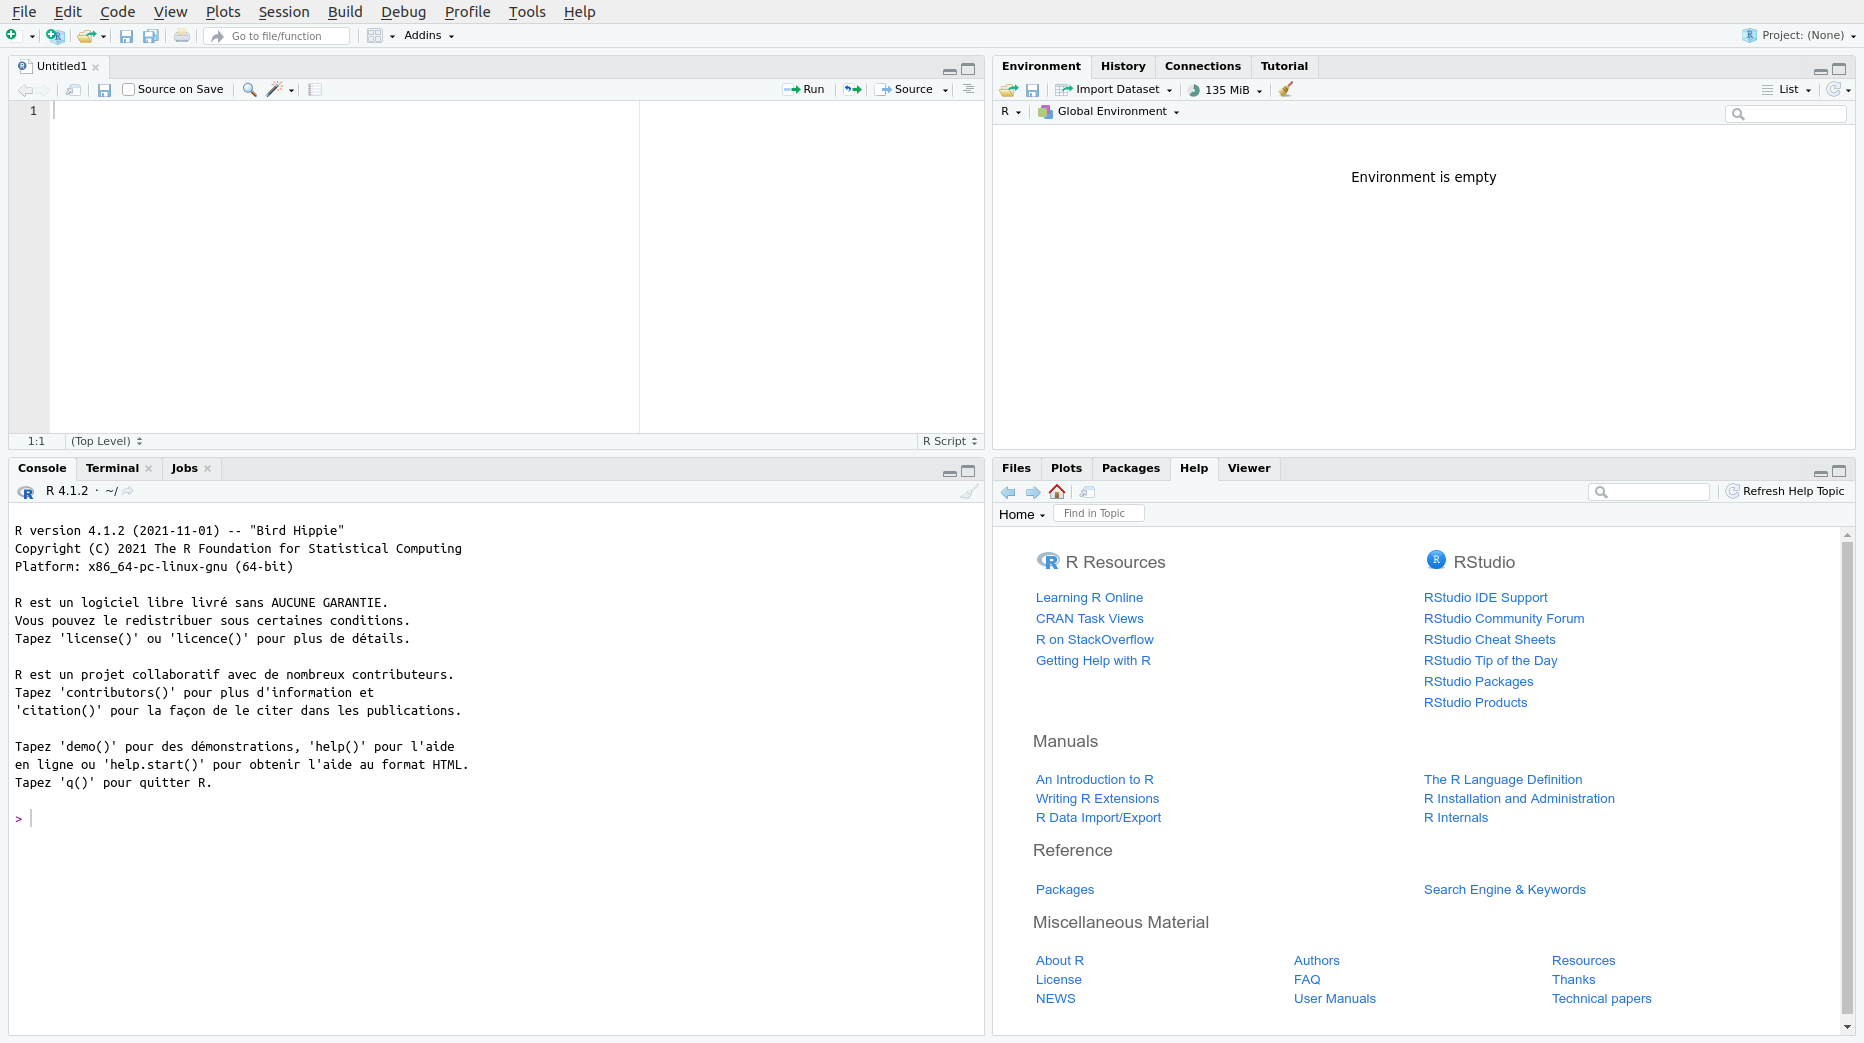 File Edit Code View Plots Session Build Debug Profile Tools Help
Go to file/function Addins Project: (None)
Untitled1
Source on Save Run Source
1
1:1 (Top Level) R Script
Console Terminal Jobs
R 4.1.2 · ~/
R version 4.1.2 (2021-11-01) -- "Bird Hippie"
Copyright (C) 2021 The R Foundation for Statistical Computing
Platform: x86_64-pc-linux-gnu (64-bit)
R est un logiciel libre livré sans AUCUNE GARANTIE.
Vous pouvez le redistribuer sous certaines conditions.
Tapez 'license()' ou 'licence()' pour plus de détails.
R est un projet collaboratif avec de nombreux contributeurs.
Tapez 'contributors()' pour plus d'information et
'citation()' pour la façon de le citer dans les publications.
Tapez 'demo()' pour des démonstrations, 'help()' pour l'aide
en ligne ou 'help.start()' pour obtenir l'aide au format HTML.
Tapez 'q()' pour quitter R.
>
Environment History Connections Tutorial
Import Dataset 135 MiB List
R Global Environment
Environment is empty
Files Plots Packages Help Viewer
Refresh Help Topic
Home Find in Topic
R Resources
Learning R Online
CRAN Task Views
R on StackOverflow
Getting Help with R
R RStudio
RStudio IDE Support
RStudio Community Forum
RStudio Cheat Sheets
RStudio Tip of the Day
RStudio Packages
RStudio Products
Manuals
An Introduction to R The R Language Definition
Writing R Extensions R Installation and Administration
R Data Import/Export R Internals
Reference
Packages Search Engine & Keywords
Miscellaneous Material
About R Authors Resources
License FAQ Thanks
NEWS User Manuals Technical papers